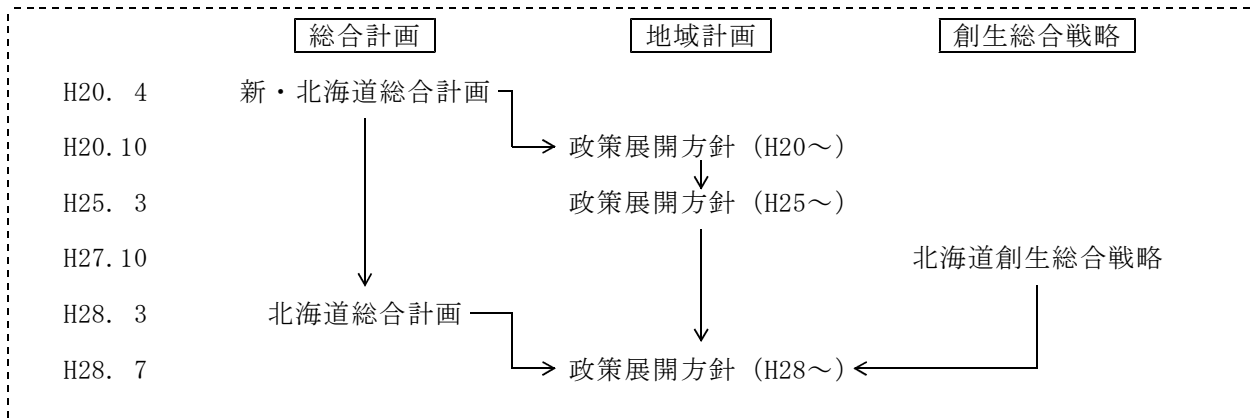 総合計画 地域計画 創生総合戦略
H20. 4 新・北海道総合計画
H20.10 政策展開方針（H20～）
H25. 3 政策展開方針（H25～）
H27.10 北海道創生総合戦略
H28. 3 北海道総合計画
H28. 7 政策展開方針（H28～）